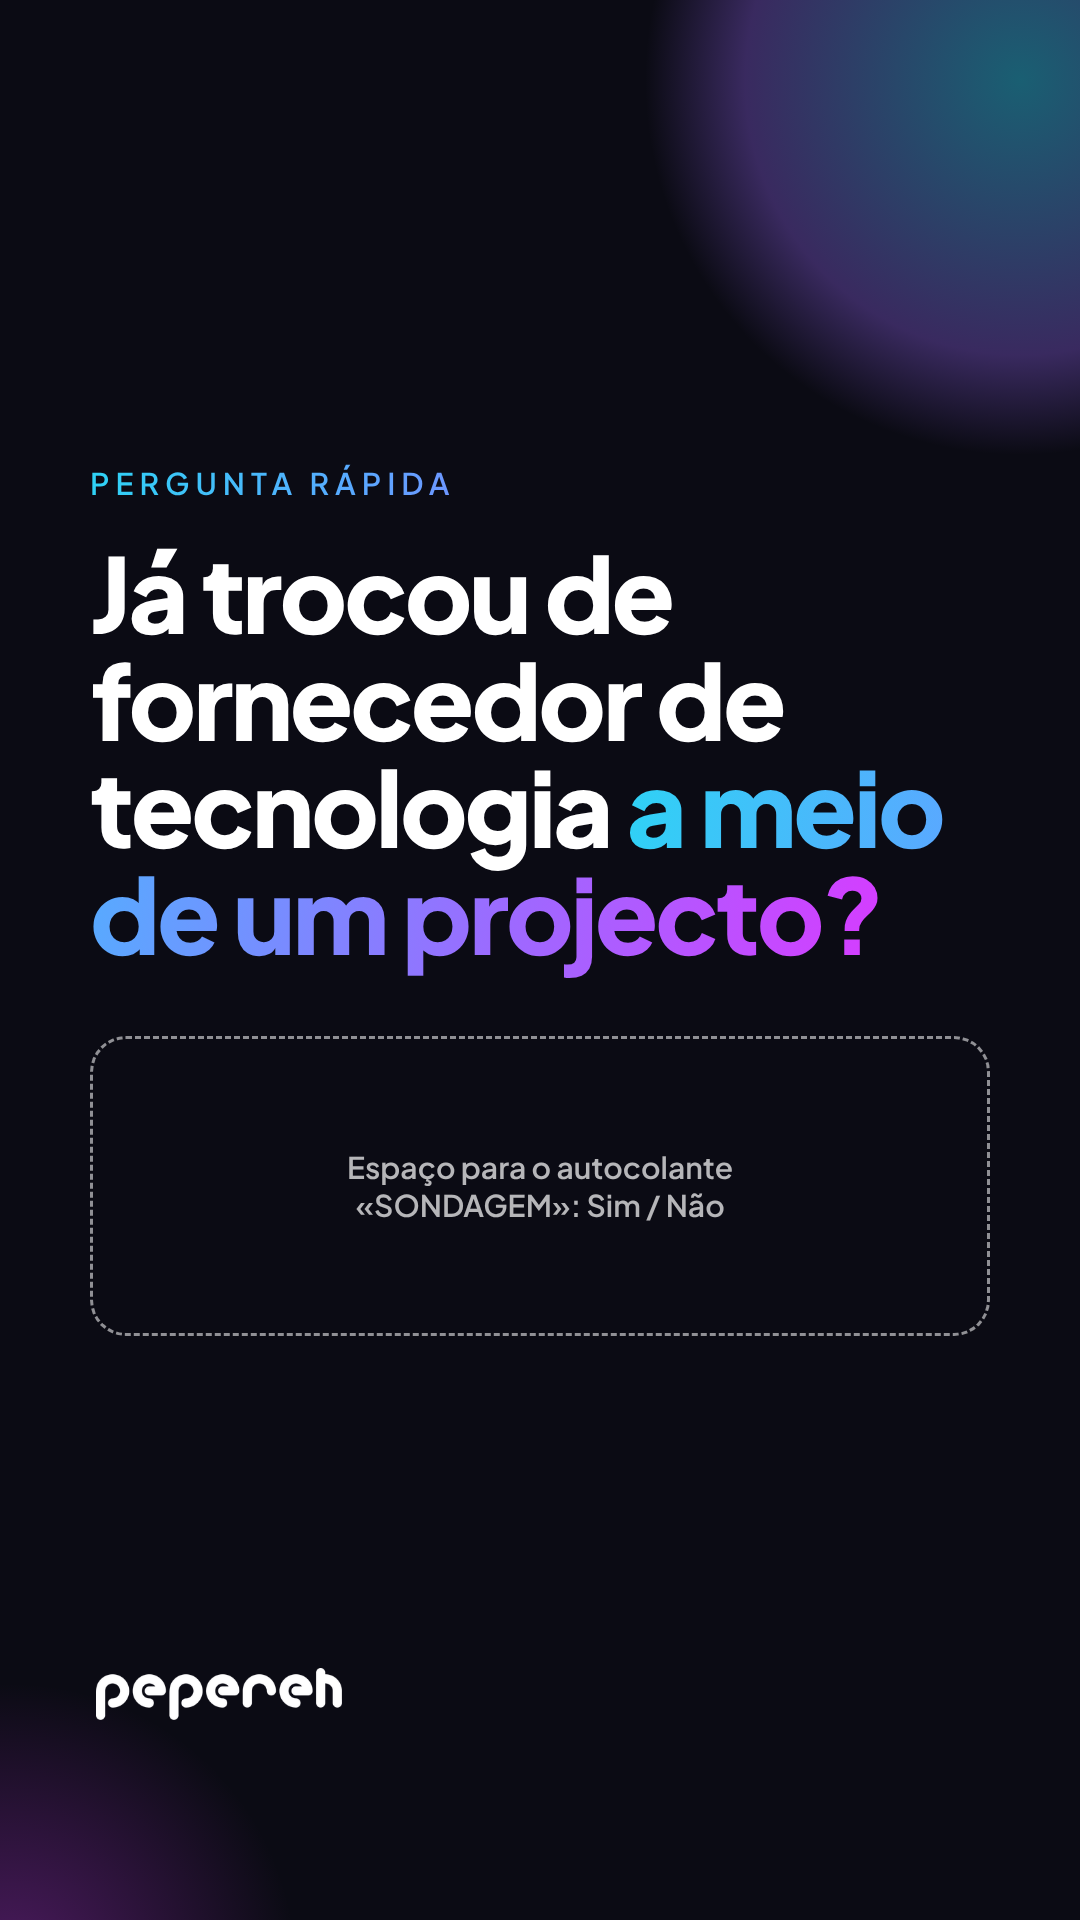 PERGUNTA RÁPIDA
Já trocou de
fornecedor de
tecnologia a meio
de um projecto?
Espaço para o autocolante
«SONDAGEM»: Sim / Não
pepereh